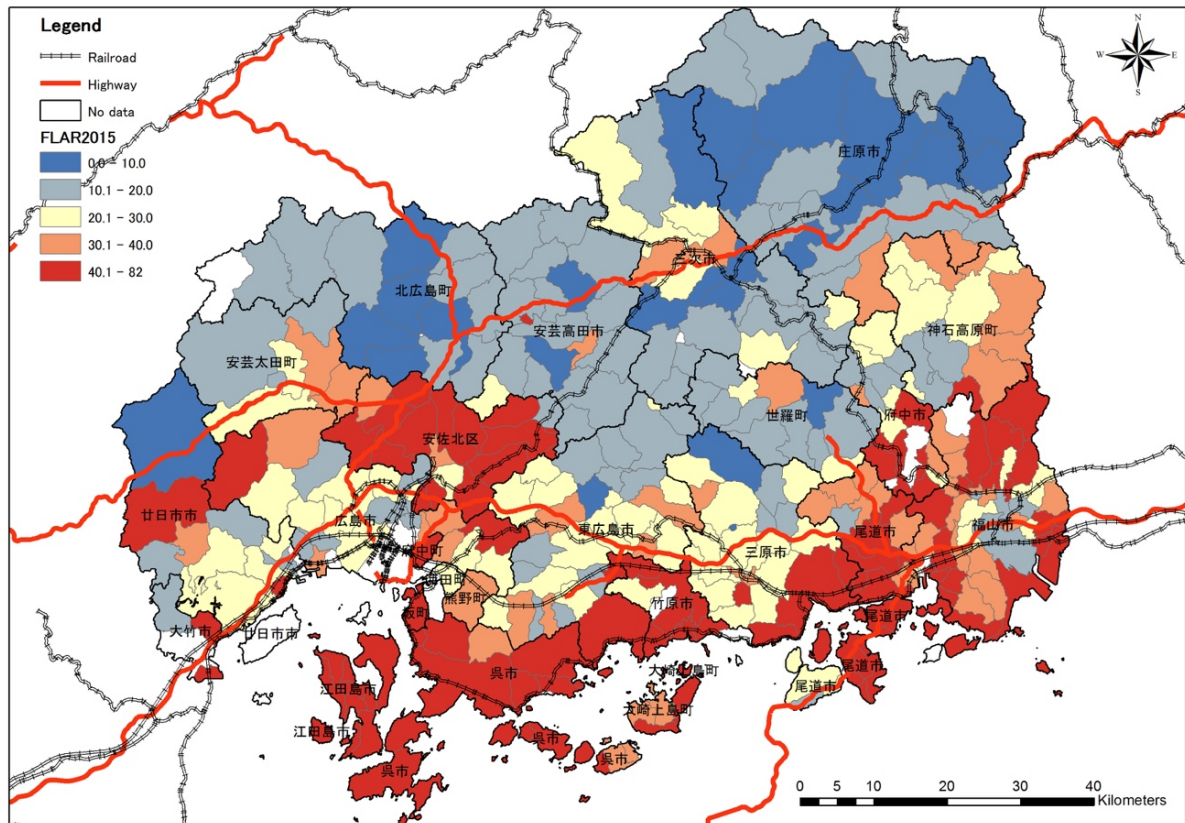 Legend
Railroad
Highway
No data
FLAR2015
0.0 – 10.0
10.1 – 20.0
20.1 – 30.0
30.1 – 40.0
40.1 – 82
N
W
E
S
庄原市
三次市
北広島町
安芸高田市
神石高原町
安芸太田町
世羅町
府中市
安佐北区
廿日市市
広島市
東広島市
尾道市
福山市
府中町
三原市
海田町
熊野町
竹原市
坂町
大竹市
廿日市市
尾道市
呉市
大崎上島町
尾道市
江田島市
尾道市
大崎上島町
江田島市
呉市
呉市
呉市
0 5 10 20 30 40
Kilometers